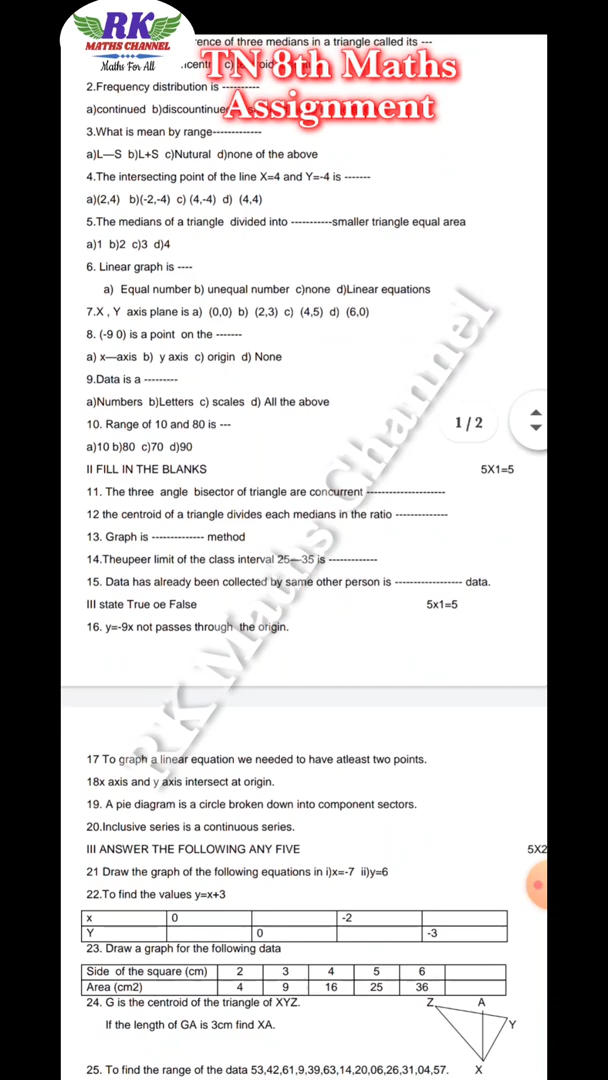 RK
MATHS CHANNEL
Maths For All
TN 8th Maths
Assignment
rence of three medians in a triangle called its ---
2.Frequency distribution is ----------
a)continued b)discontinue
3.What is mean by range-------------
a)L—S b)L+S c)Nutural d)none of the above
4.The intersecting point of the line X=4 and Y=-4 is -------
a)(2,4) b)(-2,-4) c) (4,-4) d) (4,4)
5.The medians of a triangle divided into -----------smaller triangle equal area
a)1 b)2 c)3 d)4
6. Linear graph is ----
a) Equal number b) unequal number c)none d)Linear equations
7.X , Y axis plane is a) (0,0) b) (2,3) c) (4,5) d) (6,0)
8. (-9 0) is a point on the -------
a) x—axis b) y axis c) origin d) None
9.Data is a ---------
a)Numbers b)Letters c) scales d) All the above
10. Range of 10 and 80 is ---
1 / 2
a)10 b)80 c)70 d)90
II FILL IN THE BLANKS 5X1=5
11. The three angle bisector of triangle are concurrent ---------------------
12 the centroid of a triangle divides each medians in the ratio --------------
13. Graph is -------------- method
14.Theupeer limit of the class interval 25—35 is -------------
15. Data has already been collected by same other person is ------------------ data.
III state True oe False 5x1=5
16. y=-9x not passes through the origin.
RK Maths Channel
17 To graph a linear equation we needed to have atleast two points.
18x axis and y axis intersect at origin.
19. A pie diagram is a circle broken down into component sectors.
20.Inclusive series is a continuous series.
III ANSWER THE FOLLOWING ANY FIVE 5X2
21 Draw the graph of the following equations in i)x=-7 ii)y=6
22.To find the values y=x+3
x 0 -2
Y 0 -3
23. Draw a graph for the following data
Side of the square (cm) 2 3 4 5 6
Area (cm2) 4 9 16 25 36
24. G is the centroid of the triangle of XYZ.
Z A
Y
If the length of GA is 3cm find XA.
X
25. To find the range of the data 53,42,61,9,39,63,14,20,06,26,31,04,57.